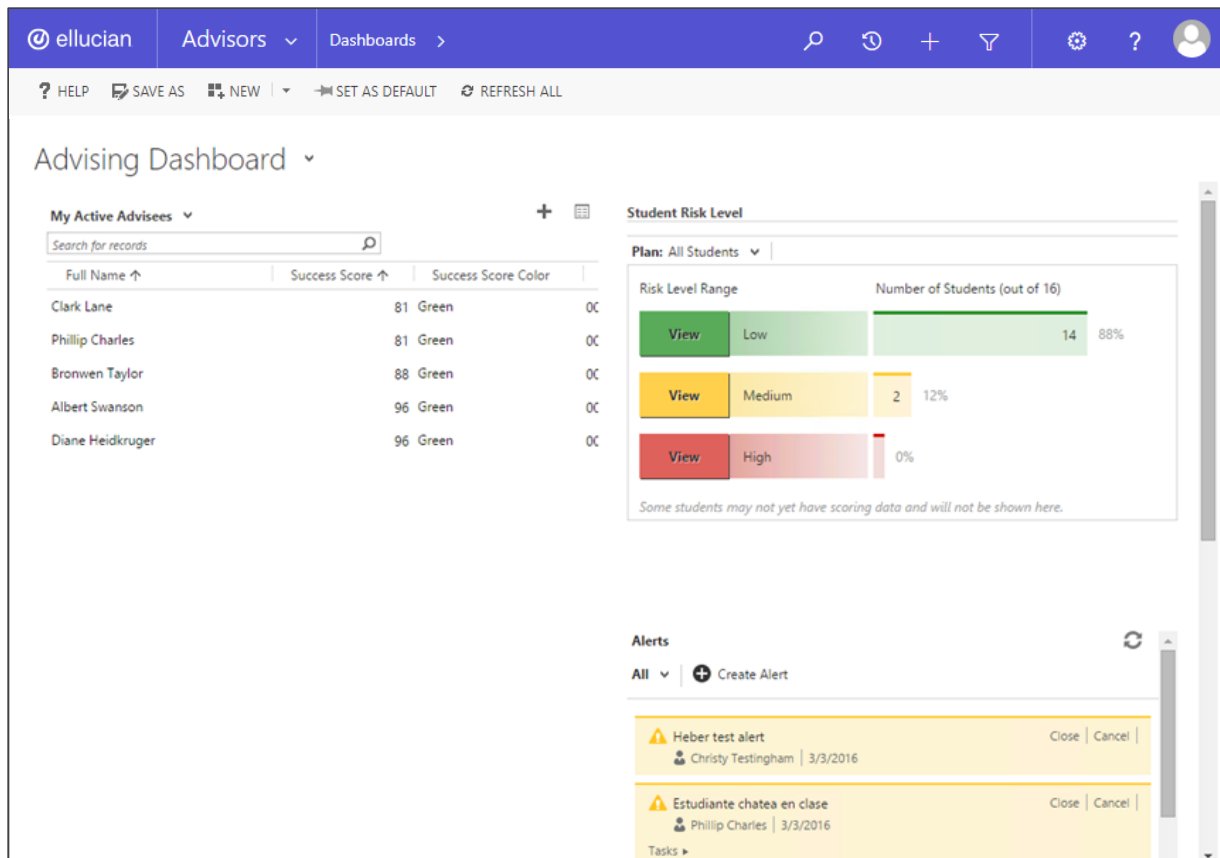 ellucian Advisors Dashboards
? HELP SAVE AS NEW SET AS DEFAULT REFRESH ALL
Advising Dashboard
My Active Advisees
Search for records
Full Name Success Score Success Score Color
Clark Lane 81 Green
Phillip Charles 81 Green
Bronwen Taylor 88 Green
Albert Swanson 96 Green
Diane Heidkruger 96 Green
Student Risk Level
Plan: All Students
Risk Level Range Number of Students (out of 16)
View Low 14 88%
View Medium 2 12%
View High 0%
Some students may not yet have scoring data and will not be shown here.
Alerts
All Create Alert
Heber test alert Close | Cancel |
Christy Testingham | 3/3/2016
Estudiante chatea en clase Close | Cancel |
Phillip Charles | 3/3/2016
Tasks